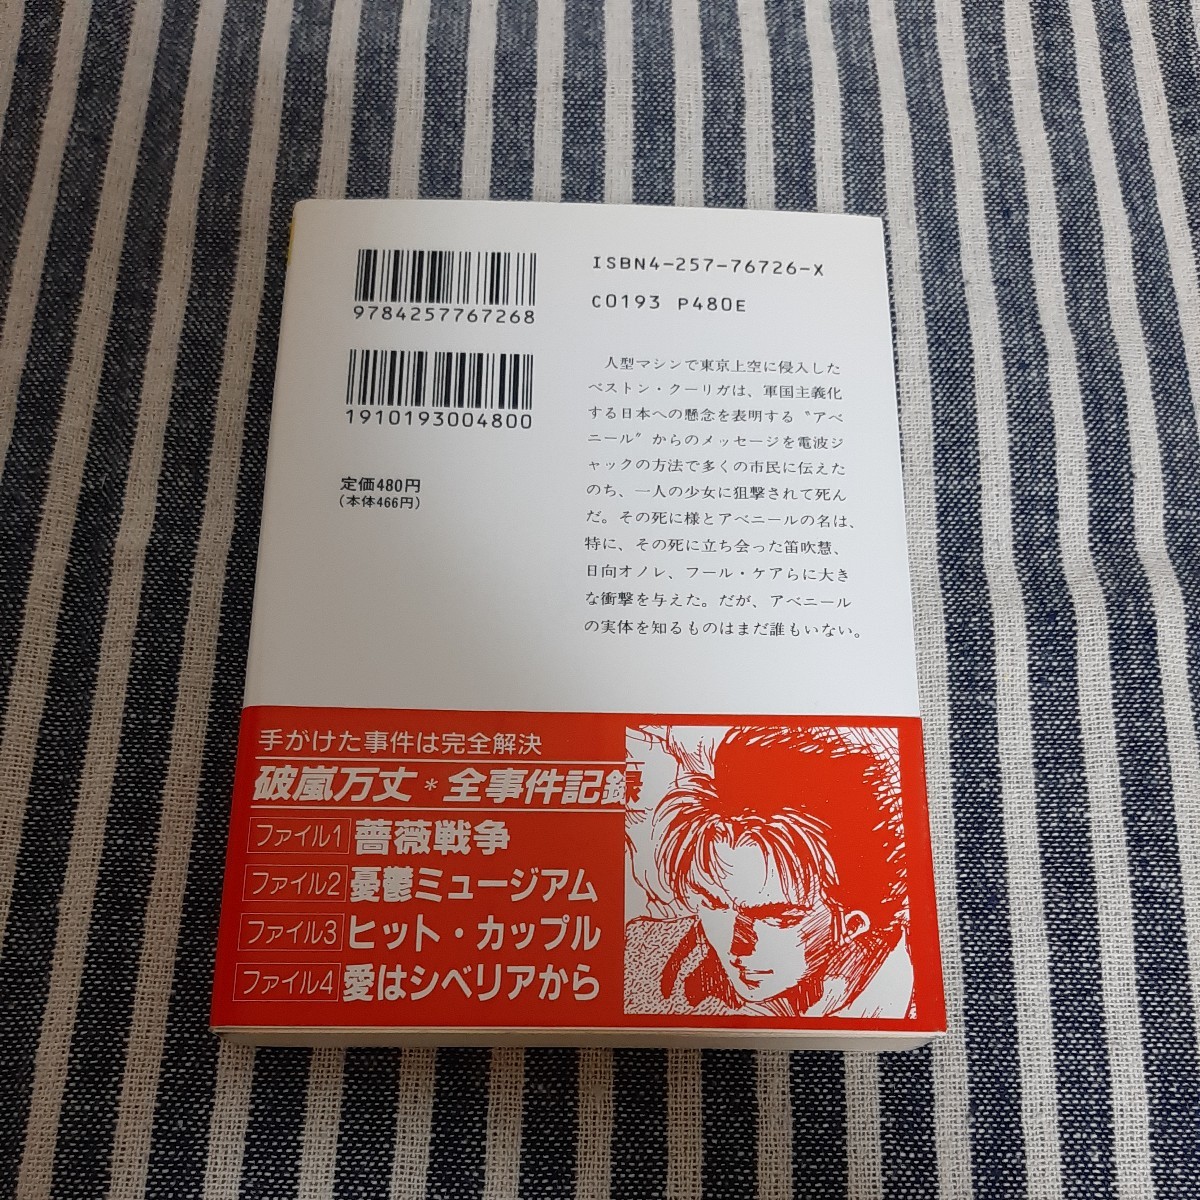 9784257767268
ISBN4-257-76726-X
C0193 P480E
1910193004800
定価480円
(本体466円)
人型マシンで東京上空に侵入した
ベストン・クーリガは、軍国主義化
する日本への懸念を表明する〝アベ
ニール〟からのメッセージを電波ジ
ャックの方法で多くの市民に伝えた
のち、一人の少女に狙撃されて死ん
だ。その死に様とアベニールの名は、
特に、その死に立ち会った笛吹慧、
日向オノレ、フール・ケアらに大き
な衝撃を与えた。だが、アベニール
の実体を知るものはまだ誰もいない。
手がけた事件は完全解決
破嵐万丈*全事件記録
ファイル1 薔薇戦争
ファイル2 憂鬱ミュージアム
ファイル3 ヒット・カップル
ファイル4 愛はシベリアから